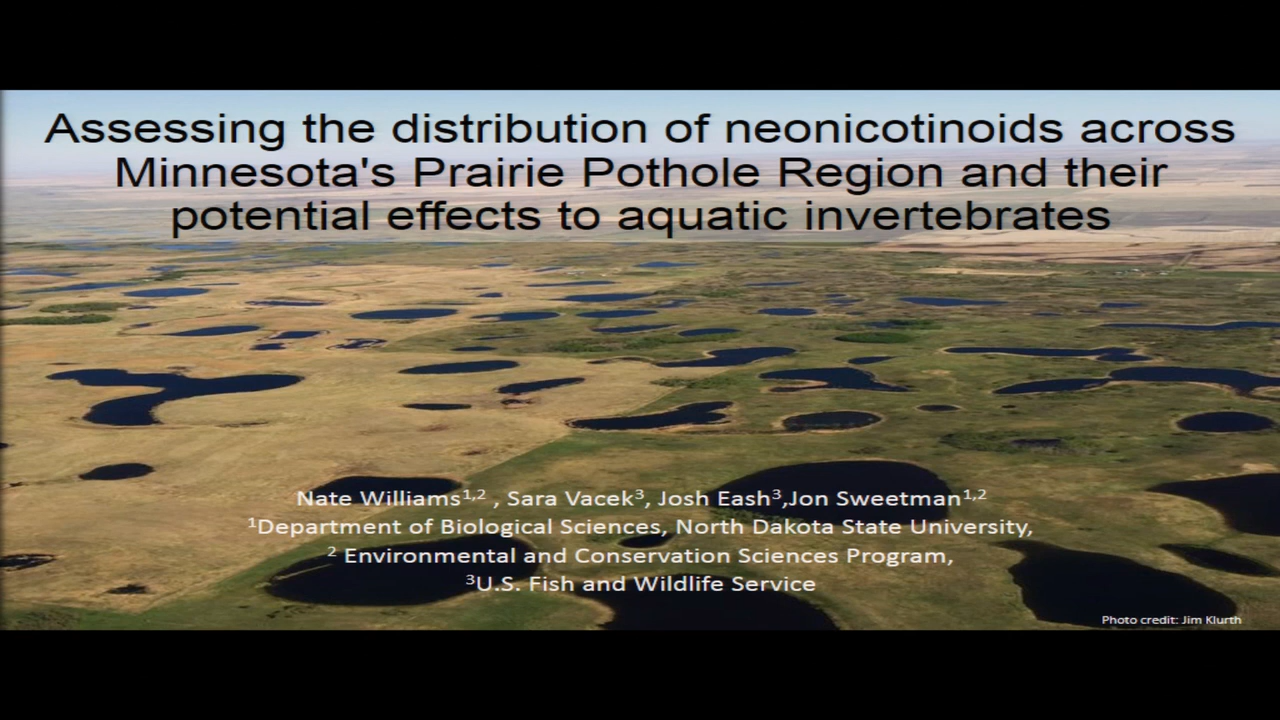 Assessing the distribution of neonicotinoids across
Minnesota's Prairie Pothole Region and their
potential effects to aquatic invertebrates
Nate Williams1,2 , Sara Vacek3, Josh Eash3,Jon Sweetman1,2
1Department of Biological Sciences, North Dakota State University,
2 Environmental and Conservation Sciences Program,
3U.S. Fish and Wildlife Service
Photo credit: Jim Klurth